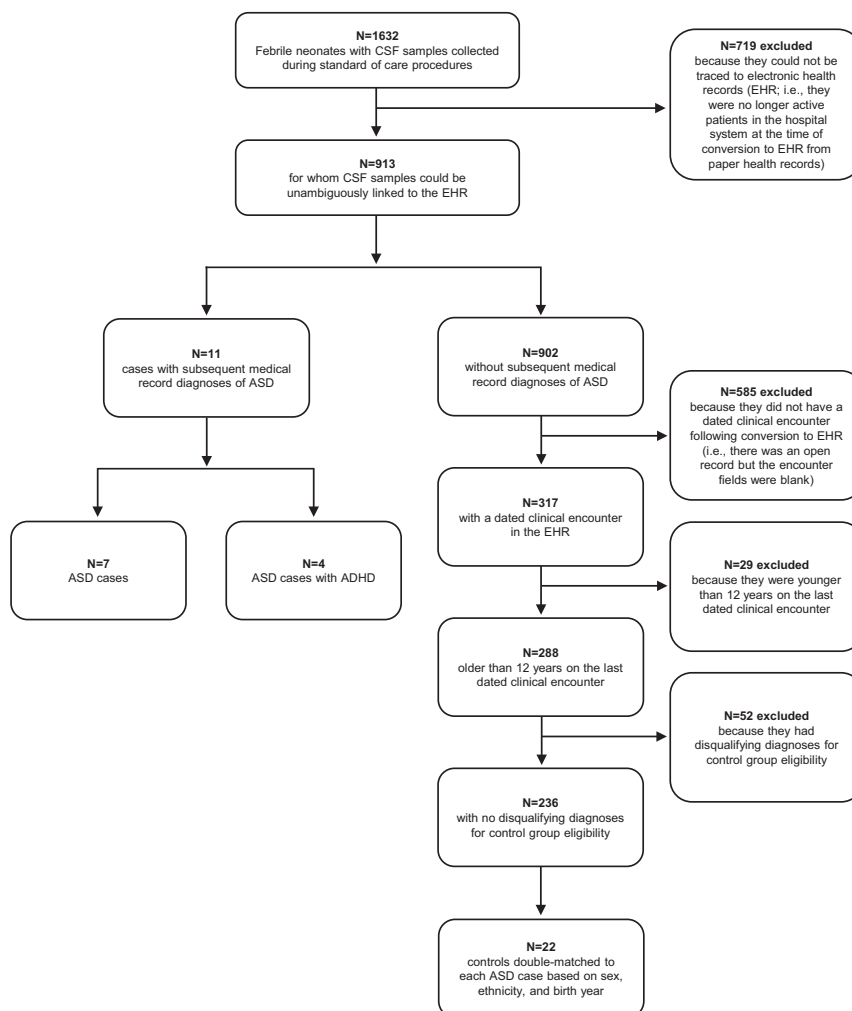 N=1632
Febrile neonates with CSF samples collected
during standard of care procedures
N=719 excluded
because they could not be
traced to electronic health
records (EHR; i.e., they
were no longer active
patients in the hospital
system at the time of
conversion to EHR from
paper health records)
N=913
for whom CSF samples could be
unambiguously linked to the EHR
N=11
cases with subsequent medical
record diagnoses of ASD
N=902
without subsequent medical
record diagnoses of ASD
N=585 excluded
because they did not have a
dated clinical encounter
following conversion to EHR
(i.e., there was an open
record but the encounter
fields were blank)
N=7
ASD cases
N=4
ASD cases with ADHD
N=317
with a dated clinical encounter
in the EHR
N=29 excluded
because they were younger
than 12 years on the last
dated clinical encounter
N=288
older than 12 years on the last
dated clinical encounter
N=52 excluded
because they had
disqualifying diagnoses for
control group eligibility
N=236
with no disqualifying diagnoses
for control group eligibility
N=22
controls double-matched to
each ASD case based on sex,
ethnicity, and birth year